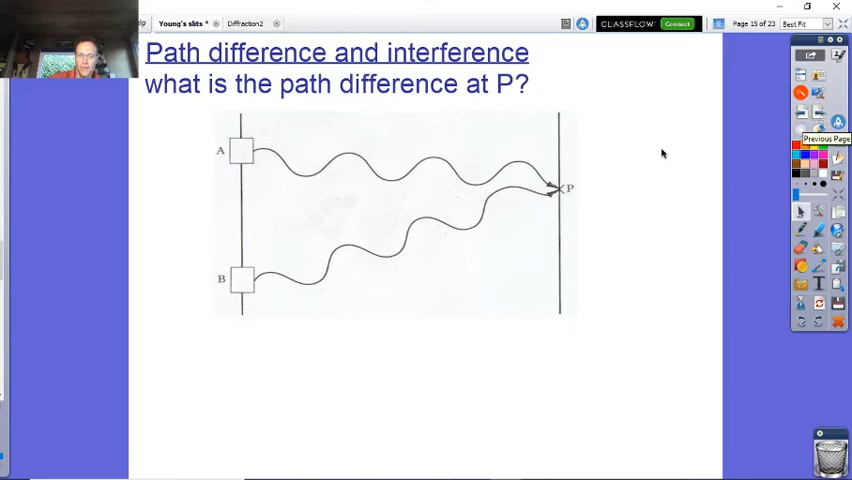 lp
Young's slits *
Diffraction2
CLASSFLOW
Connect
Page 15 of 23
Best Fit
Path difference and interference
what is the path difference at P?
Previous Page
A
P
B
T